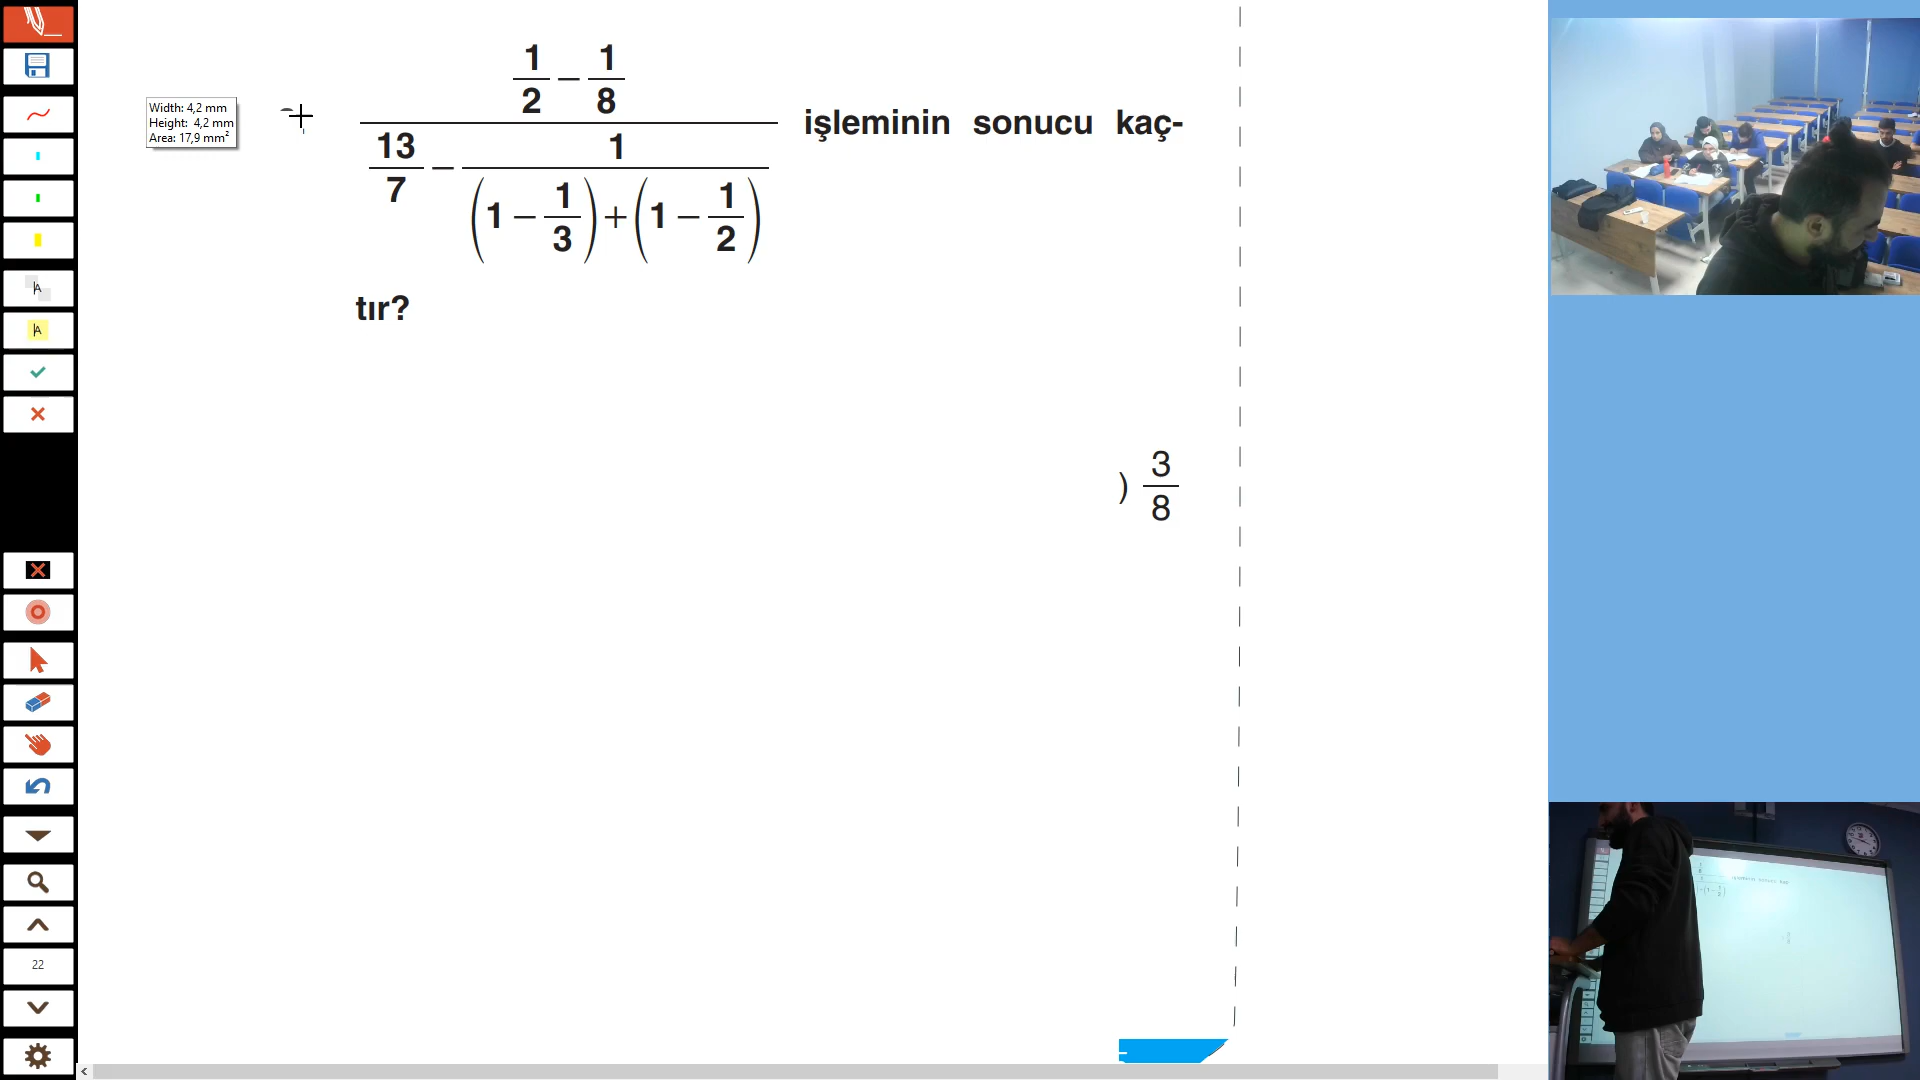 Width: 4,2 mm
Height: 4,2 mm
Area: 17,9 mm²
1/2 − 1/8
13/7 − 1
(1 − 1/3) + (1 − 1/2)
işleminin sonucu kaç-
tır?
) 3/8
22